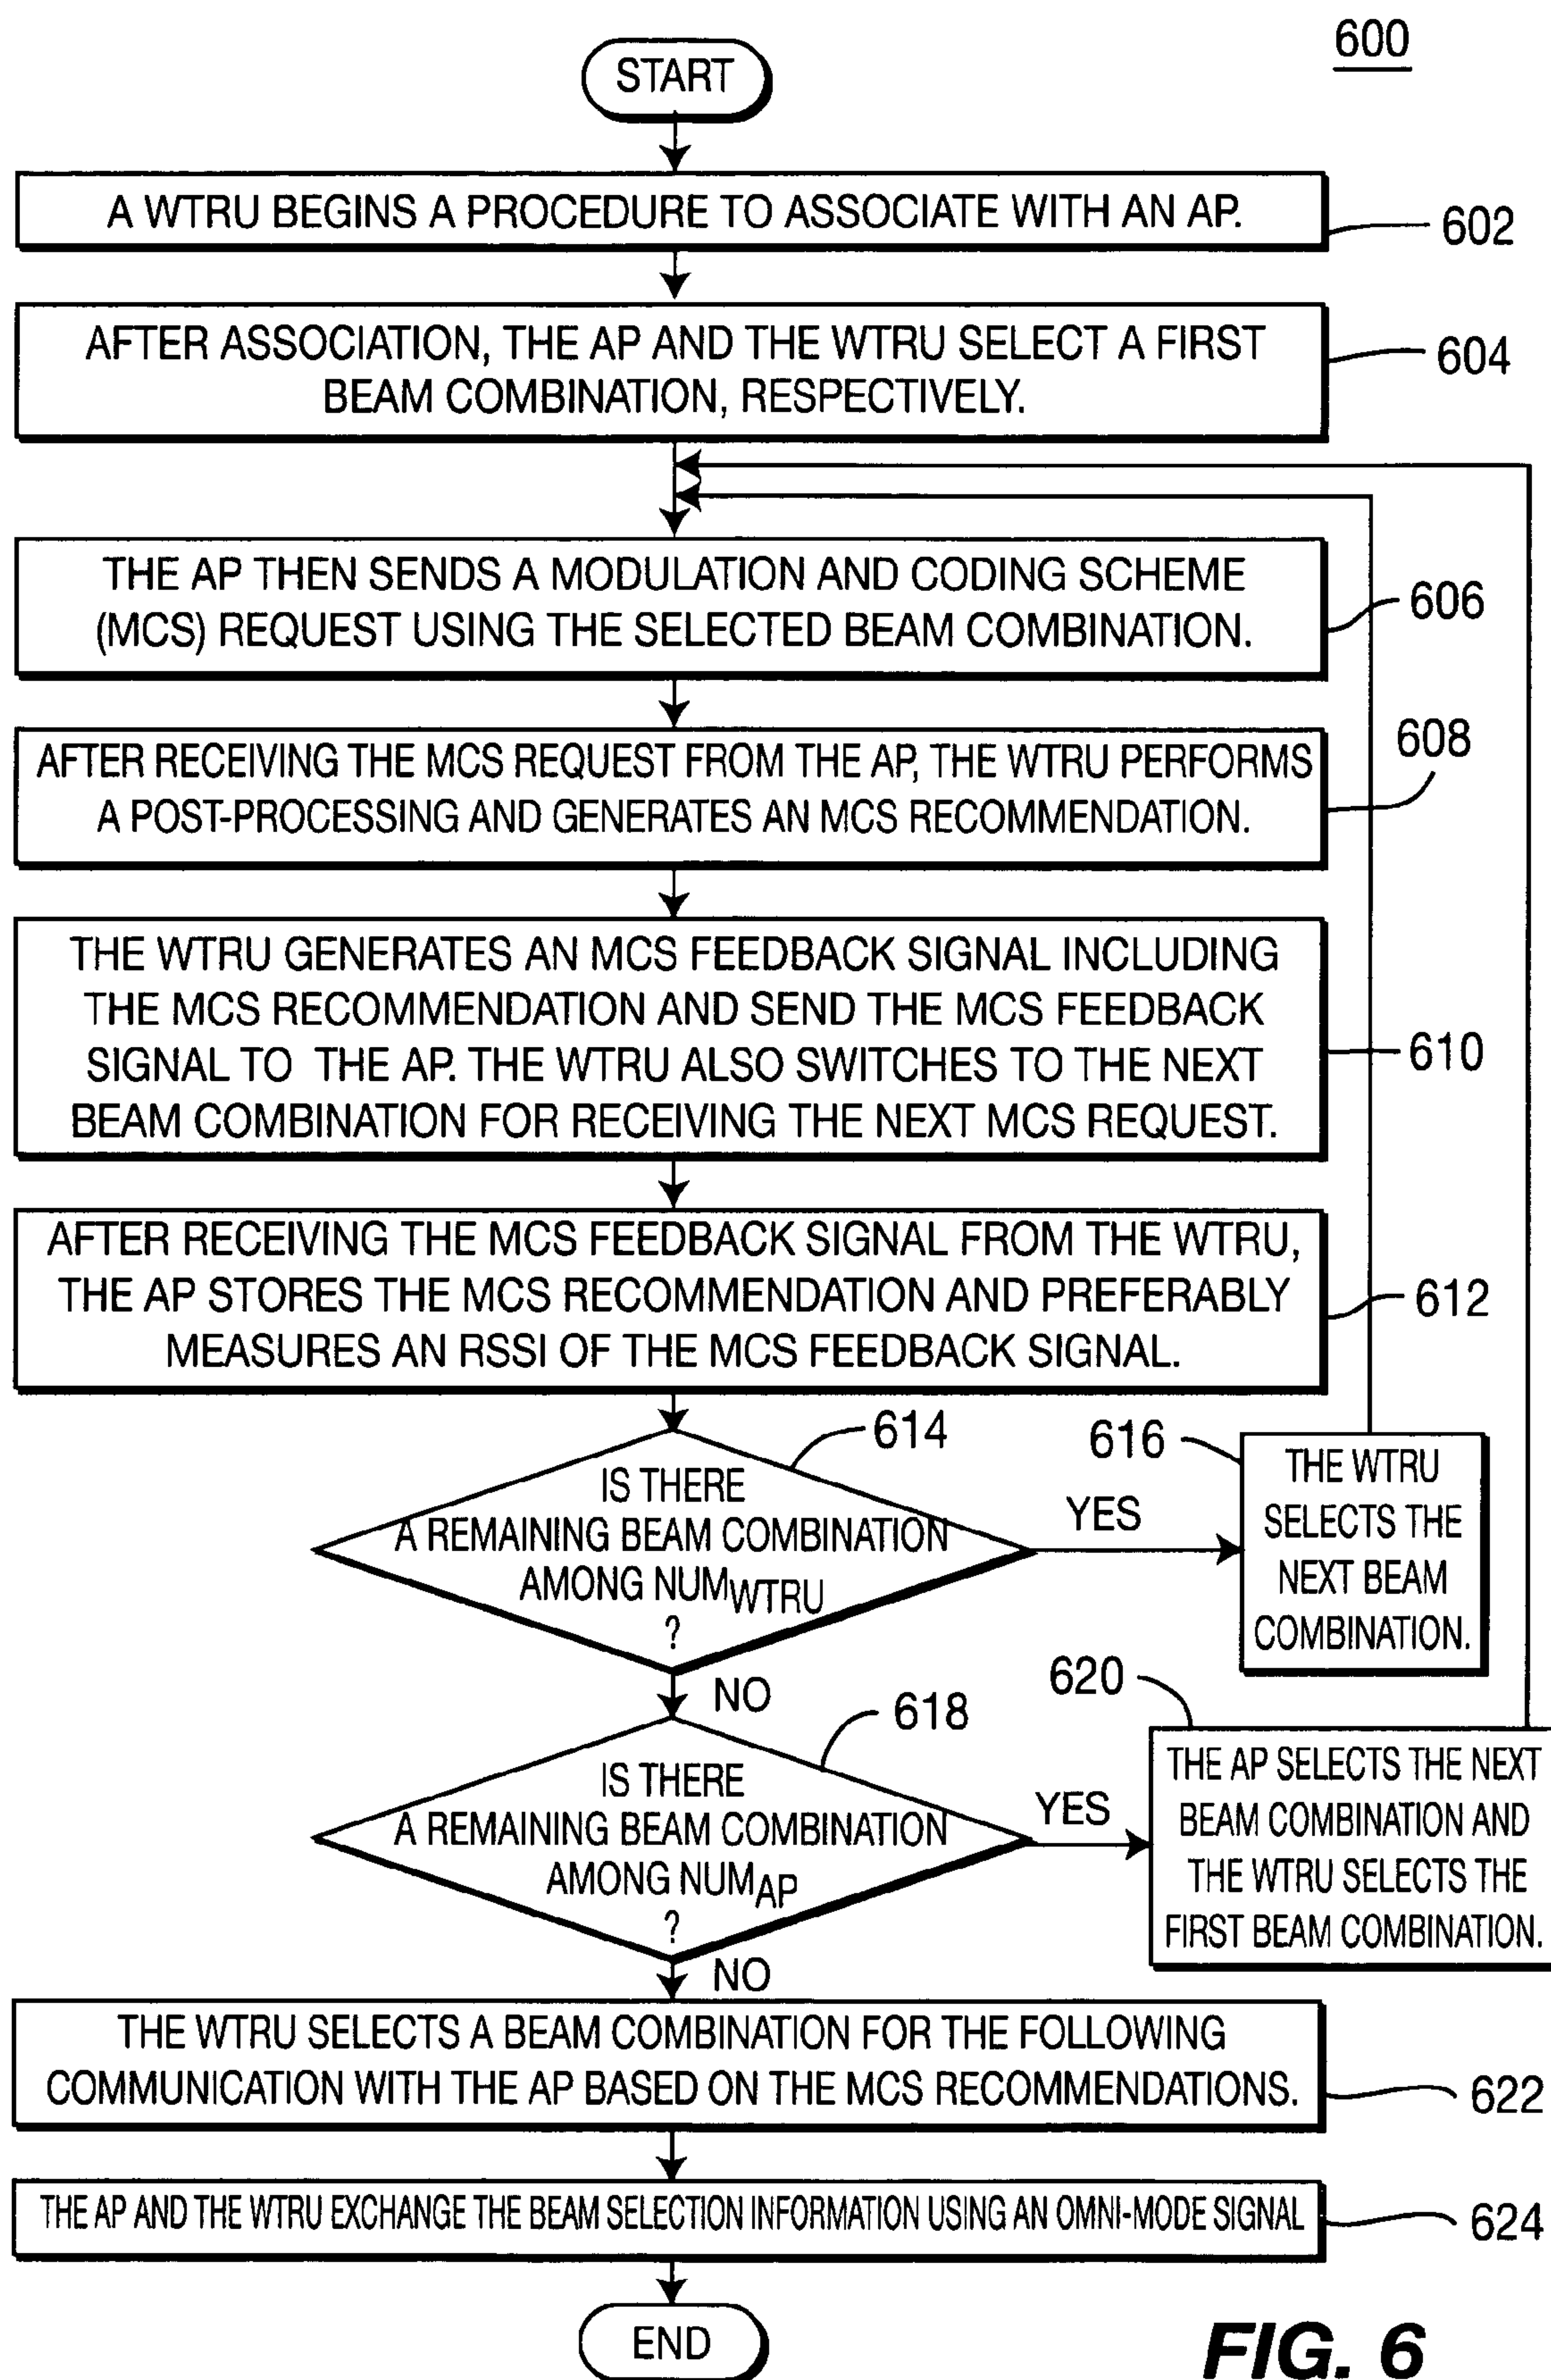 600
START
A WTRU BEGINS A PROCEDURE TO ASSOCIATE WITH AN AP.
602
AFTER ASSOCIATION, THE AP AND THE WTRU SELECT A FIRST
BEAM COMBINATION, RESPECTIVELY.
604
THE AP THEN SENDS A MODULATION AND CODING SCHEME
(MCS) REQUEST USING THE SELECTED BEAM COMBINATION.
606
AFTER RECEIVING THE MCS REQUEST FROM THE AP, THE WTRU PERFORMS
A POST-PROCESSING AND GENERATES AN MCS RECOMMENDATION.
608
THE WTRU GENERATES AN MCS FEEDBACK SIGNAL INCLUDING
THE MCS RECOMMENDATION AND SEND THE MCS FEEDBACK
SIGNAL TO THE AP. THE WTRU ALSO SWITCHES TO THE NEXT
BEAM COMBINATION FOR RECEIVING THE NEXT MCS REQUEST.
610
AFTER RECEIVING THE MCS FEEDBACK SIGNAL FROM THE WTRU,
THE AP STORES THE MCS RECOMMENDATION AND PREFERABLY
MEASURES AN RSSI OF THE MCS FEEDBACK SIGNAL.
612
614
IS THERE
A REMAINING BEAM COMBINATION
AMONG NUMWTRU
?
YES
616
THE WTRU
SELECTS THE
NEXT BEAM
COMBINATION.
NO
618
IS THERE
A REMAINING BEAM COMBINATION
AMONG NUMAP
?
YES
620
THE AP SELECTS THE NEXT
BEAM COMBINATION AND
THE WTRU SELECTS THE
FIRST BEAM COMBINATION.
NO
THE WTRU SELECTS A BEAM COMBINATION FOR THE FOLLOWING
COMMUNICATION WITH THE AP BASED ON THE MCS RECOMMENDATIONS.
622
THE AP AND THE WTRU EXCHANGE THE BEAM SELECTION INFORMATION USING AN OMNI-MODE SIGNAL
624
END
FIG. 6